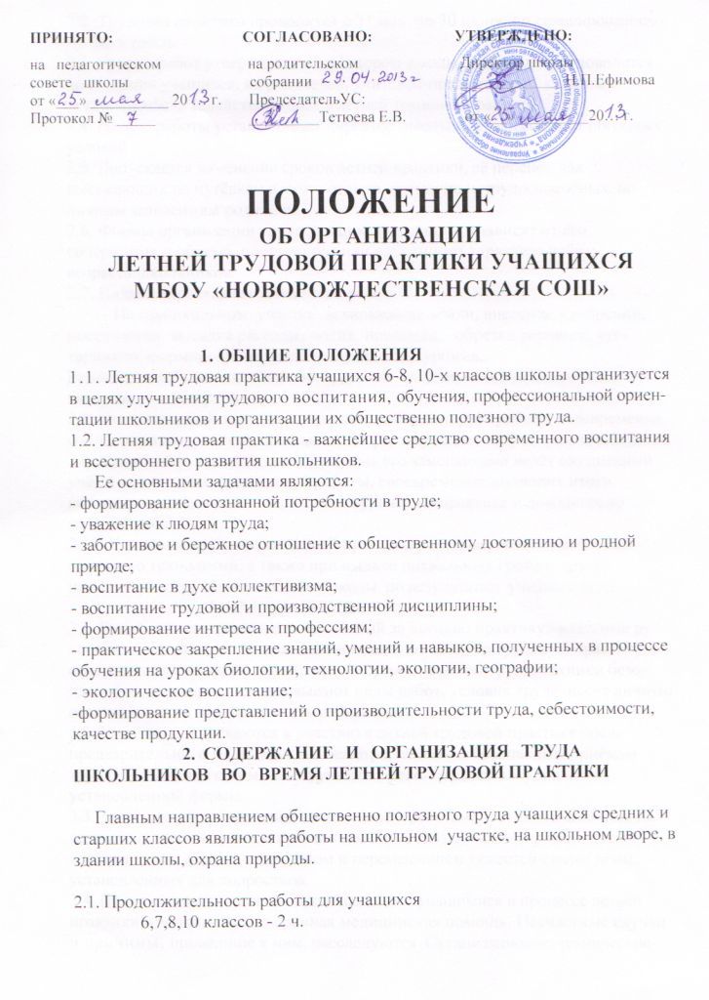 ПРИНЯТО: СОГЛАСОВАНО: УТВЕРЖДЕНО:
на педагогическом на родительском Директор школы
совете школы собрании 29.04.2013г Н.П.Ефимова
от «25» мая 2013г. ПредседательУС: от «25» мая 2013г.
Протокол № 7 Тетюева Е.В.
ПОЛОЖЕНИЕ
ОБ ОРГАНИЗАЦИИ
ЛЕТНЕЙ ТРУДОВОЙ ПРАКТИКИ УЧАЩИХСЯ
МБОУ «НОВОРОЖДЕСТВЕНСКАЯ СОШ»
1. ОБЩИЕ ПОЛОЖЕНИЯ
1.1. Летняя трудовая практика учащихся 6-8, 10-х классов школы организуется
в целях улучшения трудового воспитания, обучения, профессиональной ориен-
тации школьников и организации их общественно полезного труда.
1.2. Летняя трудовая практика - важнейшее средство современного воспитания
и всестороннего развития школьников.
Ее основными задачами являются:
- формирование осознанной потребности в труде;
- уважение к людям труда;
- заботливое и бережное отношение к общественному достоянию и родной
природе;
- воспитание в духе коллективизма;
- воспитание трудовой и производственной дисциплины;
- формирование интереса к профессиям;
- практическое закрепление знаний, умений и навыков, полученных в процессе
обучения на уроках биологии, технологии, экологии, географии;
- экологическое воспитание;
-формирование представлений о производительности труда, себестоимости,
качестве продукции.
2. СОДЕРЖАНИЕ И ОРГАНИЗАЦИЯ ТРУДА
ШКОЛЬНИКОВ ВО ВРЕМЯ ЛЕТНЕЙ ТРУДОВОЙ ПРАКТИКИ
Главным направлением общественно полезного труда учащихся средних и
старших классов являются работы на школьном участке, на школьном дворе, в
здании школы, охрана природы.
2.1. Продолжительность работы для учащихся
6,7,8,10 классов - 2 ч.